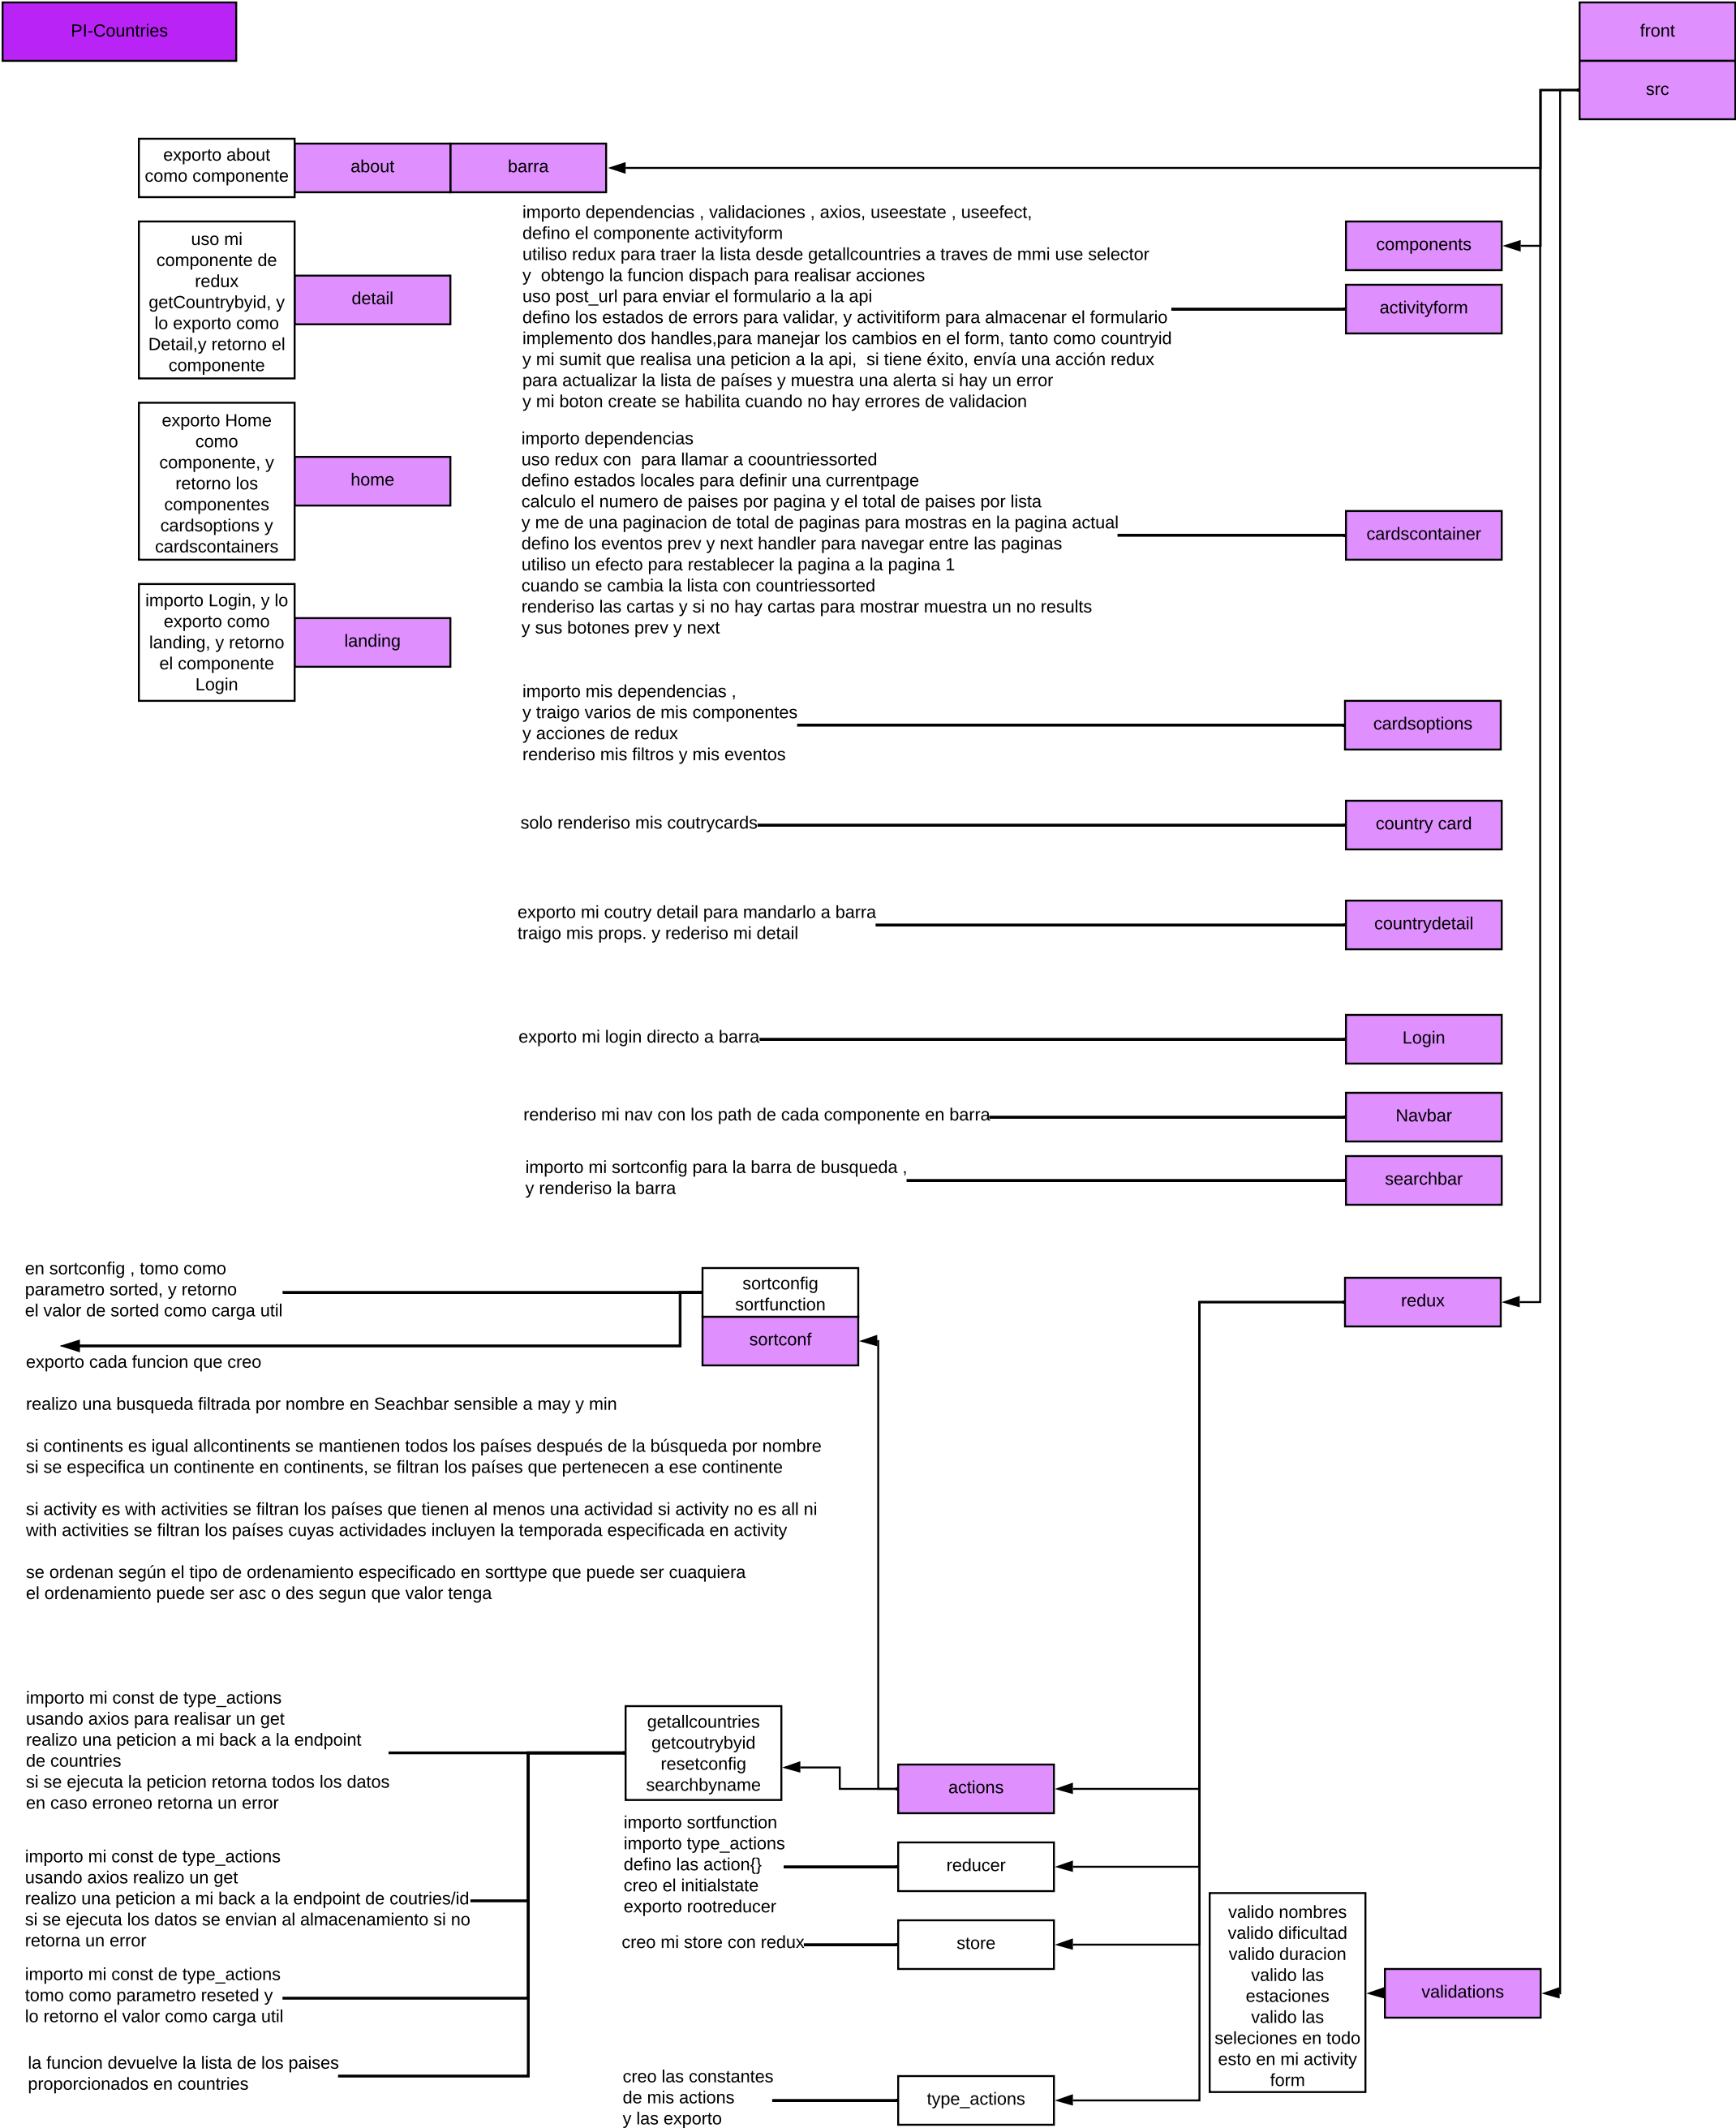 PI-Countries
front
src
exporto about
como componente
about
barra
uso mi
componente de
redux
getCountrybyid, y
lo exporto como
Detail,y retorno el
componente
detail
exporto Home
como
componente, y
retorno los
componentes
cardsoptions y
cardscontainers
home
importo Login, y lo
exporto como
landing, y retorno
el componente
Login
landing
components
importo dependencias , validaciones , axios, useestate , useefect,
defino el componente activityform
utiliso redux para traer la lista desde getallcountries a traves de mmi use selector
y  obtengo la funcion dispach para realisar acciones
uso post_url para enviar el formulario a la api
defino los estados de errors para validar, y activitiform para almacenar el formulario
implemento dos handles,para manejar los cambios en el form, tanto como countryid
y mi sumit que realisa una peticion a la api,  si tiene éxito, envía una acción redux
para actualizar la lista de países y muestra una alerta si hay un error
y mi boton create se habilita cuando no hay errores de validacion
activityform
importo dependencias
uso redux con  para llamar a coountriessorted
defino estados locales para definir una currentpage
calculo el numero de paises por pagina y el total de paises por lista
y me de una paginacion de total de paginas para mostras en la pagina actual
defino los eventos prev y next handler para navegar entre las paginas
utiliso un efecto para restablecer la pagina a la pagina 1
cuando se cambia la lista con countriessorted
renderiso las cartas y si no hay cartas para mostrar muestra un no results
y sus botones prev y next
cardscontainer
importo mis dependencias ,
y traigo varios de mis componentes
y acciones de redux
renderiso mis filtros y mis eventos
cardsoptions
solo renderiso mis coutrycards
country card
exporto mi coutry detail para mandarlo a barra
traigo mis props. y rederiso mi detail
countrydetail
exporto mi login directo a barra
Login
renderiso mi nav con los path de cada componente en barra
Navbar
importo mi sortconfig para la barra de busqueda ,
y renderiso la barra
searchbar
en sortconfig , tomo como
parametro sorted, y retorno
el valor de sorted como carga util
sortconfig
sortfunction
sortconf
redux
exporto cada funcion que creo
realizo una busqueda filtrada por nombre en Seachbar sensible a may y min
si continents es igual allcontinents se mantienen todos los países después de la búsqueda por nombre
si se especifica un continente en continents, se filtran los países que pertenecen a ese continente
si activity es with activities se filtran los países que tienen al menos una actividad si activity no es all ni
with activities se filtran los países cuyas actividades incluyen la temporada especificada en activity
se ordenan según el tipo de ordenamiento especificado en sorttype que puede ser cuaquiera
el ordenamiento puede ser asc o des segun que valor tenga
importo mi const de type_actions
usando axios para realisar un get
realizo una peticion a mi back a la endpoint
de countries
si se ejecuta la peticion retorna todos los datos
en caso erroneo retorna un error
getallcountries
getcoutrybyid
resetconfig
searchbyname
actions
importo mi const de type_actions
usando axios realizo un get
realizo una peticion a mi back a la endpoint de coutries/id
si se ejecuta los datos se envian al almacenamiento si no
retorna un error
importo sortfunction
importo type_actions
defino las action{}
creo el initialstate
exporto rootreducer
reducer
creo mi store con redux
store
importo mi const de type_actions
tomo como parametro reseted y
lo retorno el valor como carga util
valido nombres
valido dificultad
valido duracion
valido las
estaciones
valido las
seleciones en todo
esto en mi activity
form
validations
la funcion devuelve la lista de los paises
proporcionados en countries
creo las constantes
de mis actions
y las exporto
type_actions